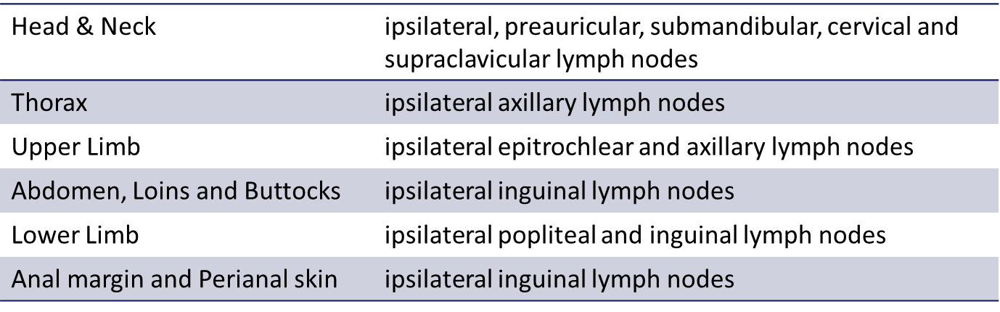 Head & Neck ipsilateral, preauricular, submandibular, cervical and
supraclavicular lymph nodes
Thorax ipsilateral axillary lymph nodes
Upper Limb ipsilateral epitrochlear and axillary lymph nodes
Abdomen, Loins and Buttocks ipsilateral inguinal lymph nodes
Lower Limb ipsilateral popliteal and inguinal lymph nodes
Anal margin and Perianal skin ipsilateral inguinal lymph nodes